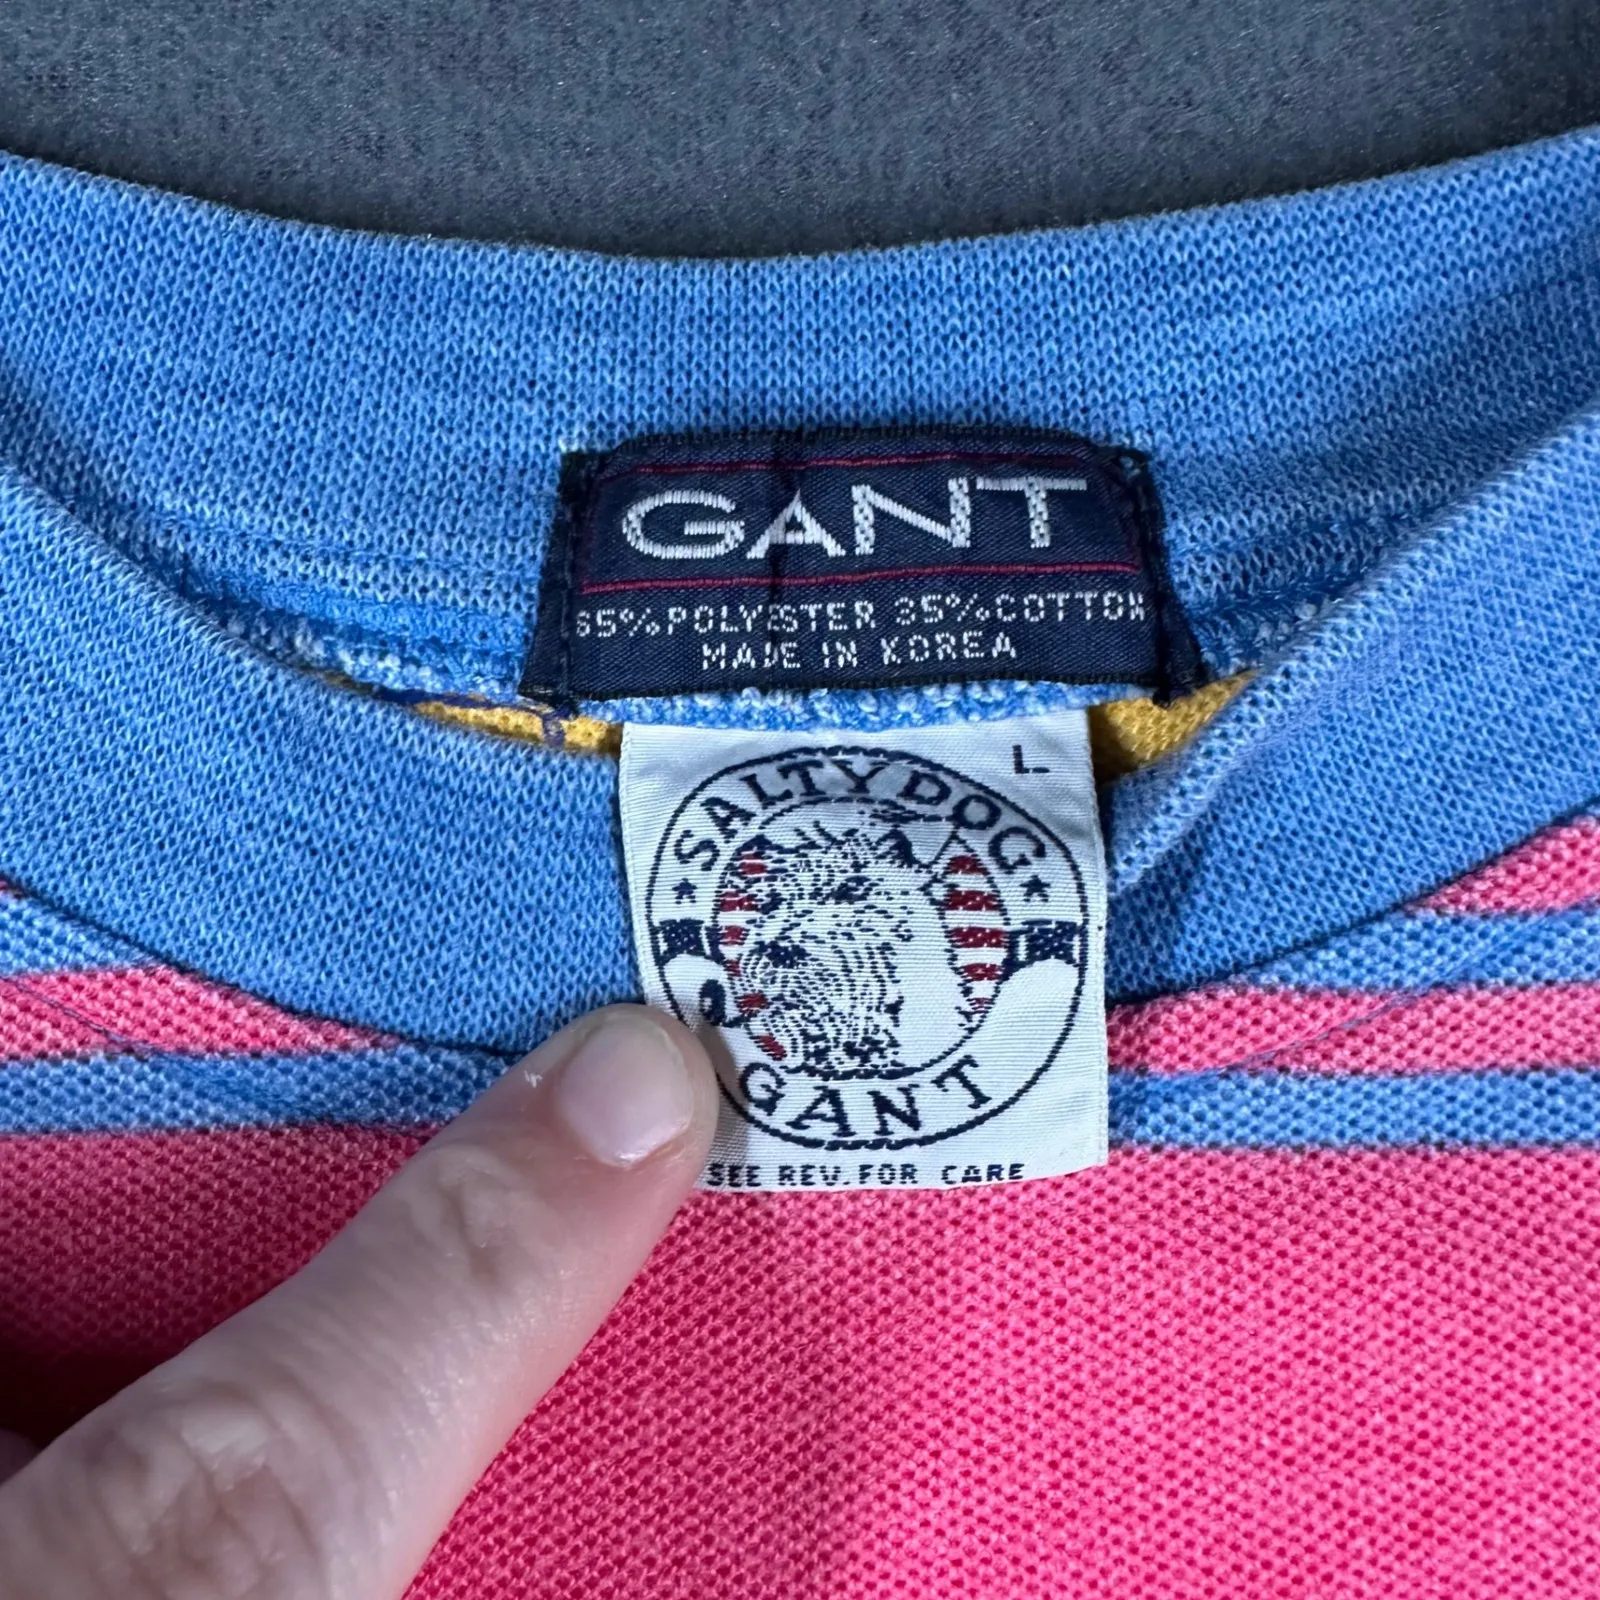 GANT
65% POLYESTER 35% COTTON
MADE IN KOREA
L
SALTY DOG
GANT
SEE REV. FOR CARE